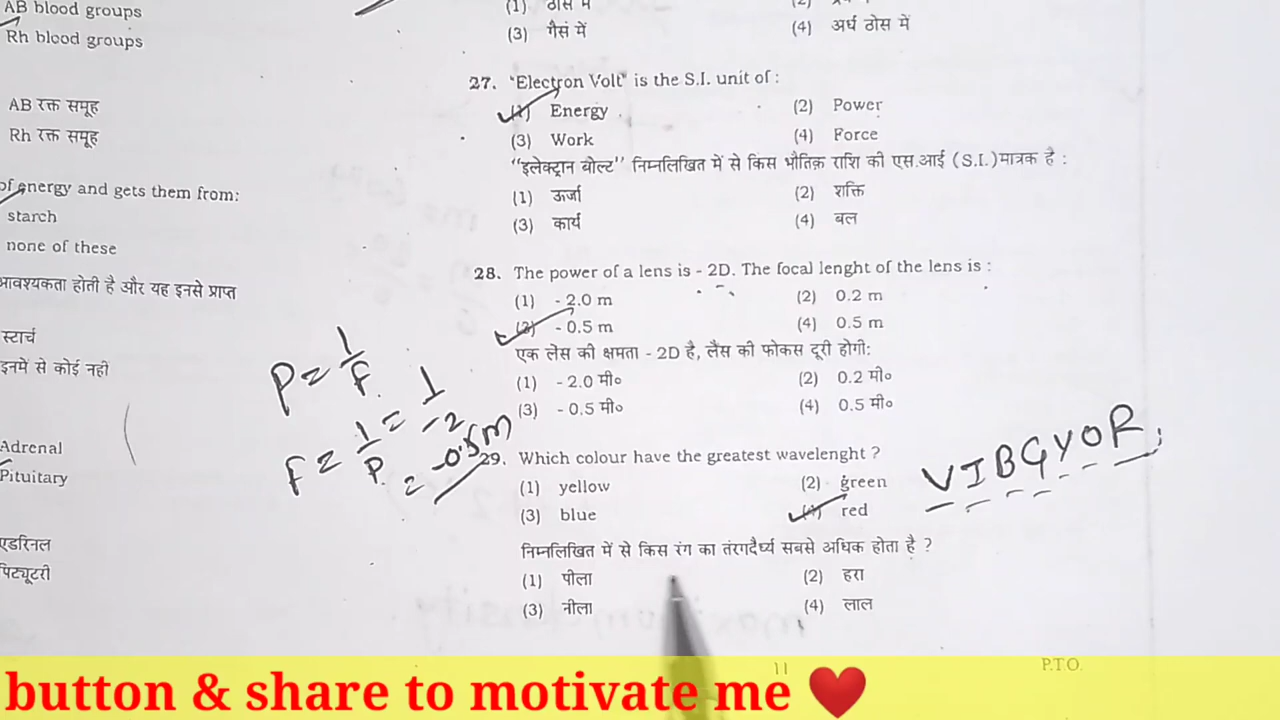 AB blood groups
Rh blood groups
AB रक्त समूह
Rh रक्त समूह
of energy and gets them from:
starch
none of these
आवश्यकता होती है और यह इनसे प्राप्त
स्टार्च
इनमें से कोई नहीं
Adrenal
Pituitary
एडरिनल
पिट्यूटरी
(1) ठोस में
(2)
(3) गैसं में
(4) अर्ध ठोस में
27. "Electron Volt" is the S.I. unit of :
(1) Energy
(2) Power
(3) Work
(4) Force
"इलेक्ट्रान बोल्ट" निम्नलिखित में से किस भौतिक़ राशि की एस.आई (S.I.) मात्रक है :
(1) ऊर्जा
(2) शक्ति
(3) कार्य
(4) बल
28. The power of a lens is - 2D. The focal lenght of the lens is :
(1) - 2.0 m
(2) 0.2 m
(3) - 0.5 m
(4) 0.5 m
एक लेस की क्षमता - 2D है, लैंस की फोकस दूरी होगी:
(1) - 2.0 मी०
(2) 0.2 मी०
(3) - 0.5 मी०
(4) 0.5 मी०
P = 1/F
F = 1/P = 1/-2
= -0.5m
29. Which colour have the greatest wavelenght ?
(1) yellow
(2) green
(3) blue
(4) red
VIBGYOR
निम्नलिखित में से किस रंग का तंरगदैर्ध्य सबसे अधिक होता है ?
(1) पीला
(2) हरा
(3) नीला
(4) लाल
11
P.T.O.
button & share to motivate me ❤